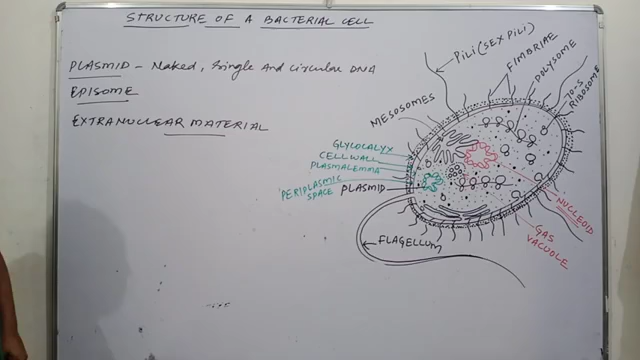 STRUCTURE OF A BACTERIAL CELL
PLASMID - Naked, Single And Circular DNA
EPISOME
EXTRANUCLEAR MATERIAL
PiLi (SEX PiLi)
FIMBRIAE
POLYSOME
70-S
RIBOSOME
MESOSOMES
GLYCOCALYX
CELL WALL
PLASMALEMMA
PERIPLASMIC
SPACE
PLASMID
FLAGELLUM
NUCLEOID
GAS
VACUOLE